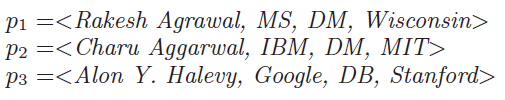 p1 =<Rakesh Agrawal, MS, DM, Wisconsin>
p2 =<Charu Aggarwal, IBM, DM, MIT>
p3 =<Alon Y. Halevy, Google, DB, Stanford>